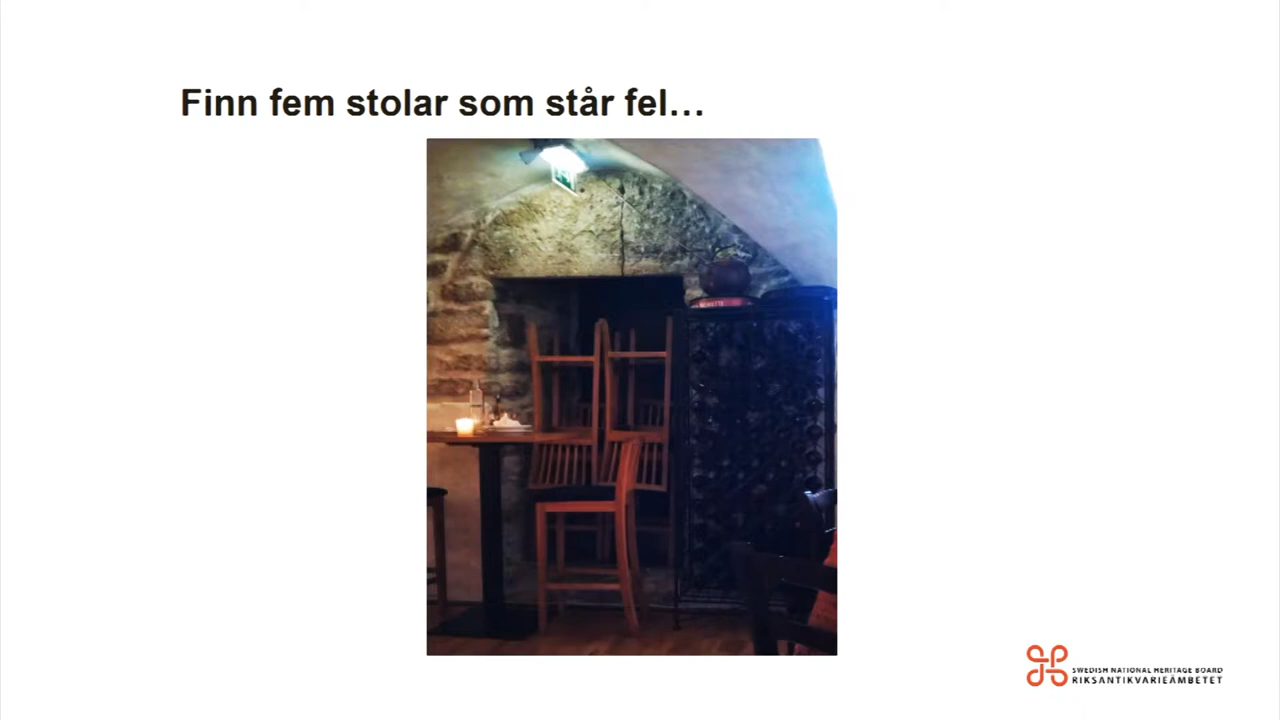 Finn fem stolar som står fel…
SWEDISH NATIONAL HERITAGE BOARD
RIKSANTIKVARIEÄMBETET